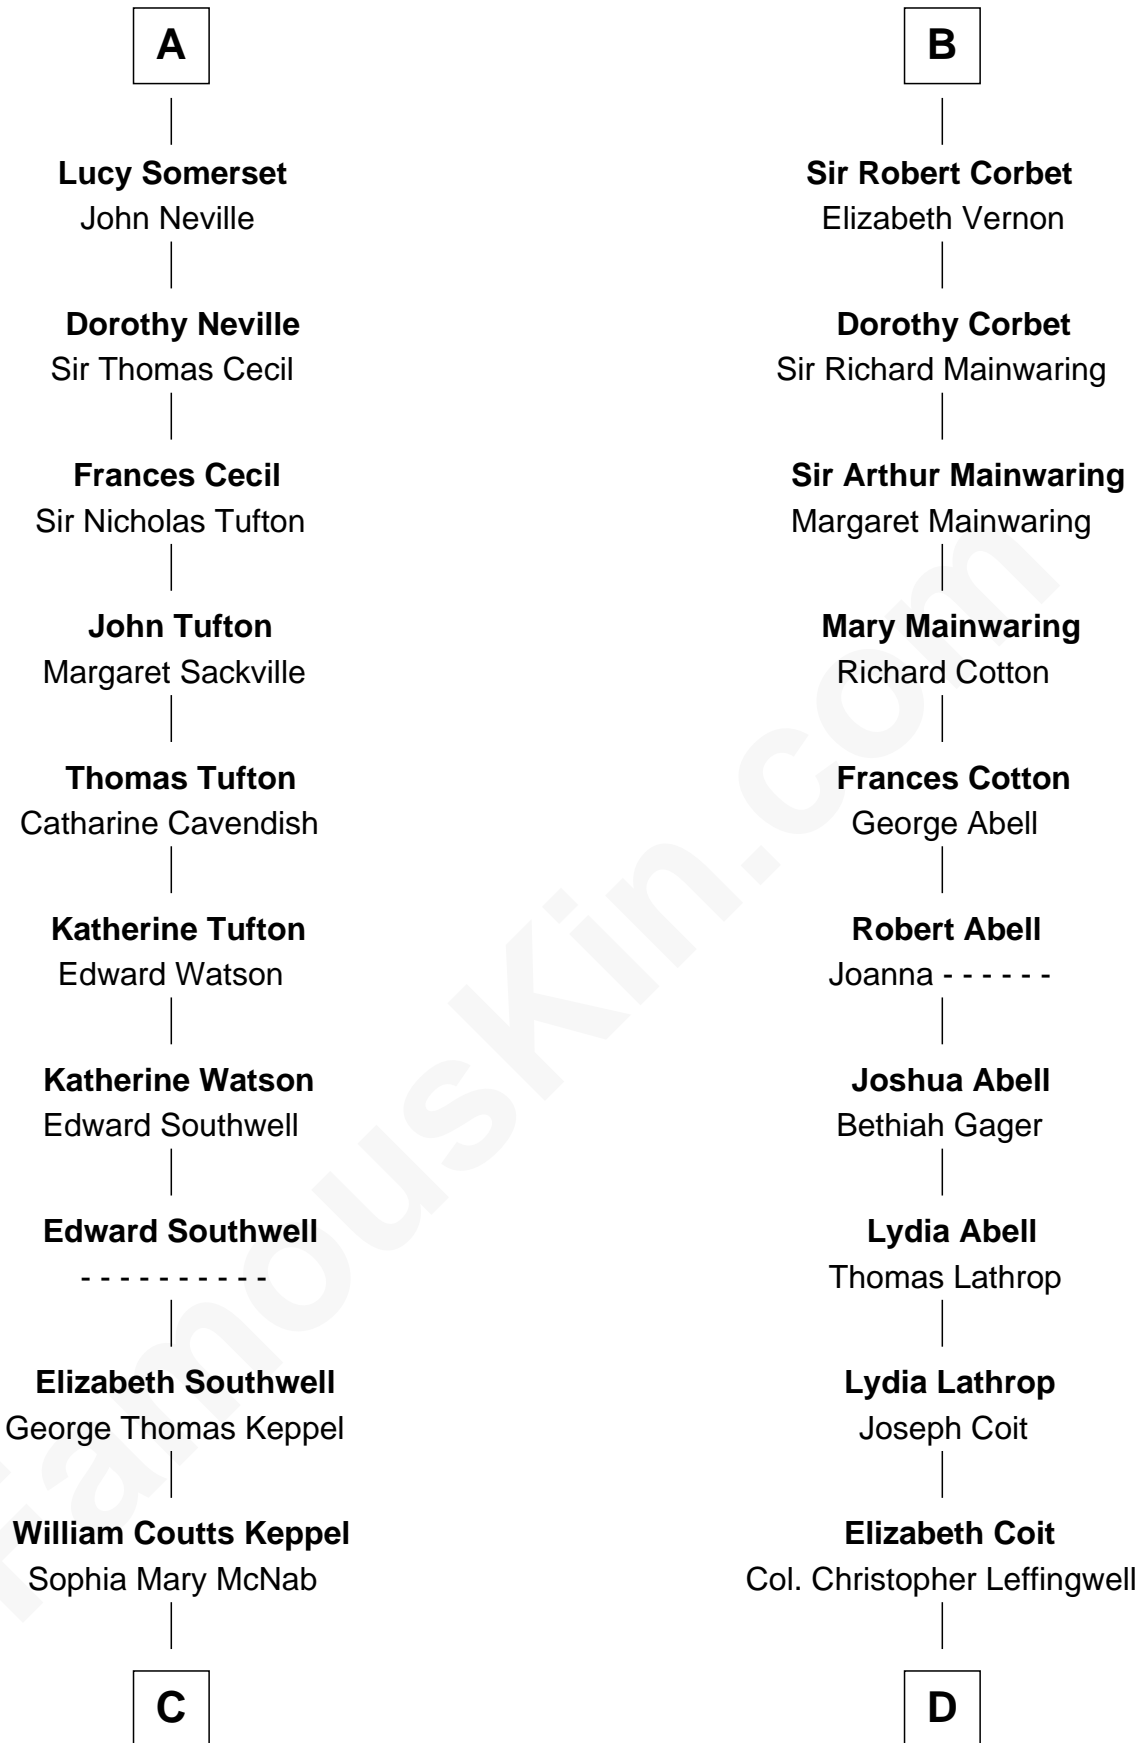 A
Lucy Somerset
John Neville
Dorothy Neville
Sir Thomas Cecil
Frances Cecil
Sir Nicholas Tufton
John Tufton
Margaret Sackville
Thomas Tufton
Catharine Cavendish
Katherine Tufton
Edward Watson
Katherine Watson
Edward Southwell
Edward Southwell
- - - - - - - - - -
Elizabeth Southwell
George Thomas Keppel
William Coutts Keppel
Sophia Mary McNab
C
B
Sir Robert Corbet
Elizabeth Vernon
Dorothy Corbet
Sir Richard Mainwaring
Sir Arthur Mainwaring
Margaret Mainwaring
Mary Mainwaring
Richard Cotton
Frances Cotton
George Abell
Robert Abell
Joanna - - - - - -
Joshua Abell
Bethiah Gager
Lydia Abell
Thomas Lathrop
Lydia Lathrop
Joseph Coit
Elizabeth Coit
Col. Christopher Leffingwell
D
FamousKin.com